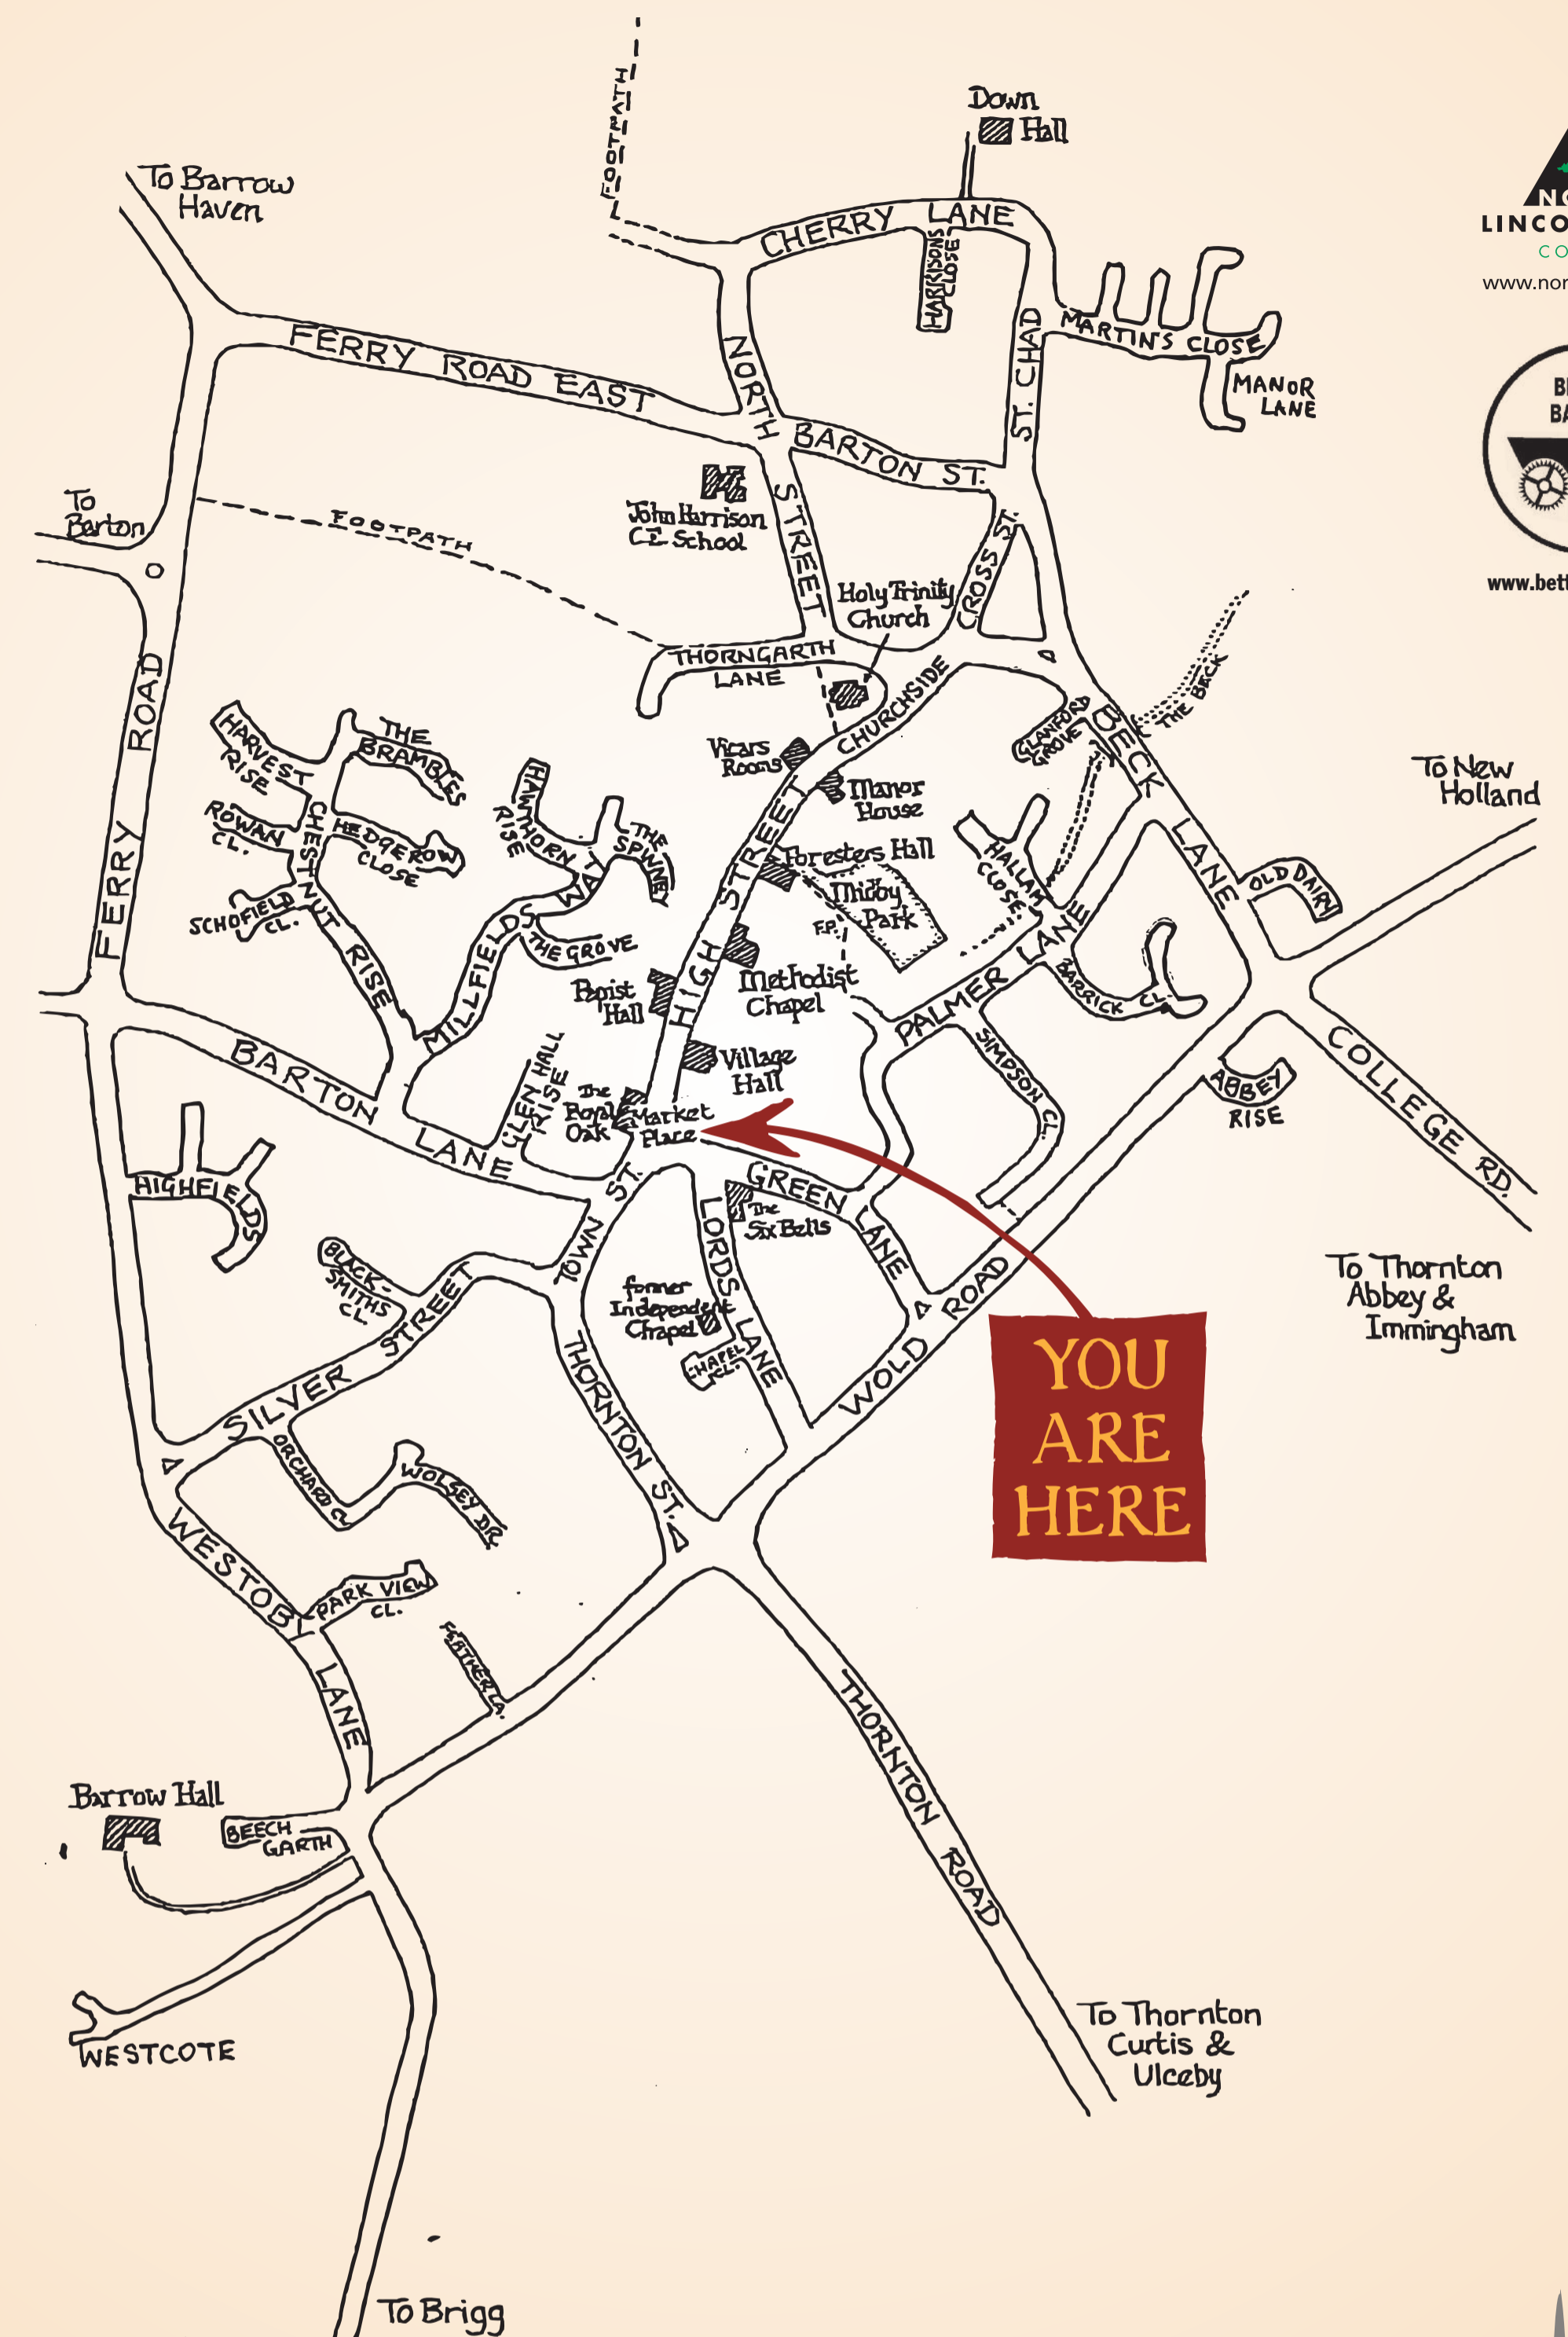 FOOTPATH
Down
Hall
To Barrow
Haven
CHERRY LANE
HARRISONS
CLOSE
LINCO
www.nor
FERRY ROAD EAST
NORTH STREET
ST. CHAD
MARTIN'S CLOSE
MANOR
LANE
BARTON ST.
To
Barton
John Harrison
C.E. School
FOOTPATH
CROSS ST.
Holy Trinity
Church
www.bett
THORNGARTH
LANE
CHURCHSIDE
THE BECK
GLANFORD
GROVE
BECK LANE
FERRY ROAD
HARVEST
RISE
THE
BRAMBLES
Vicars
Rooms
Manor
House
To New
Holland
ROWAN
CL.
CHESTNUT RISE
HEDGEROW
CLOSE
HAWTHORN
RISE
THE
SPINNEY
HIGH STREET
Foresters Hall
Midby
Park
F.P.
HALLAM
CLOSE
OLD DAIRY
SCHOFIELD
CL.
MILLFIELDS WAY
THE GROVE
Methodist
Chapel
PALMER LANE
BARRICK CL.
Hall
Village
Hall
SIMPSON CL.
COLLEGE RD.
ABBEY
RISE
BARTON LANE
GLEN HALL
RISE
The
Royal
Oak
Market
Place
HIGHFIELDS
TOWN ST.
GREEN LANE
The
Six Bells
LORDS LANE
BLACK-
SMITHS
CL.
former
Independent
Chapel
CHAPEL
CL.
WOLD ROAD
To Thornton
Abbey &
Immingham
YOU
ARE
HERE
SILVER STREET
THORNTON ST.
ORCHARD CL.
WOLSEY DR.
WESTOBY LANE
PARK VIEW
CL.
FEATHER LA.
THORNTON ROAD
Barrow Hall
BEECH
GARTH
WESTCOTE
To Thornton
Curtis &
Ulceby
To Brigg